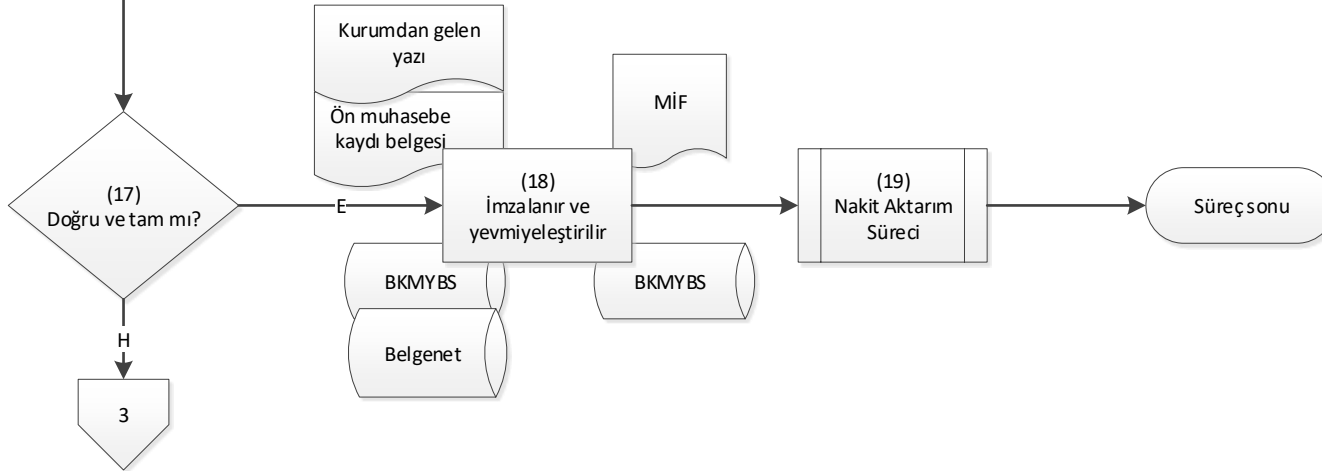 Kurumdan gelen
yazı
Ön muhasebe
kaydı belgesi
MİF
(17)
Doğru ve tam mı?
E
(18)
İmzalanır ve
yevmiyeleştirilir
(19)
Nakit Aktarım
Süreci
Süreç sonu
BKMYBS
BKMYBS
Belgenet
H
3